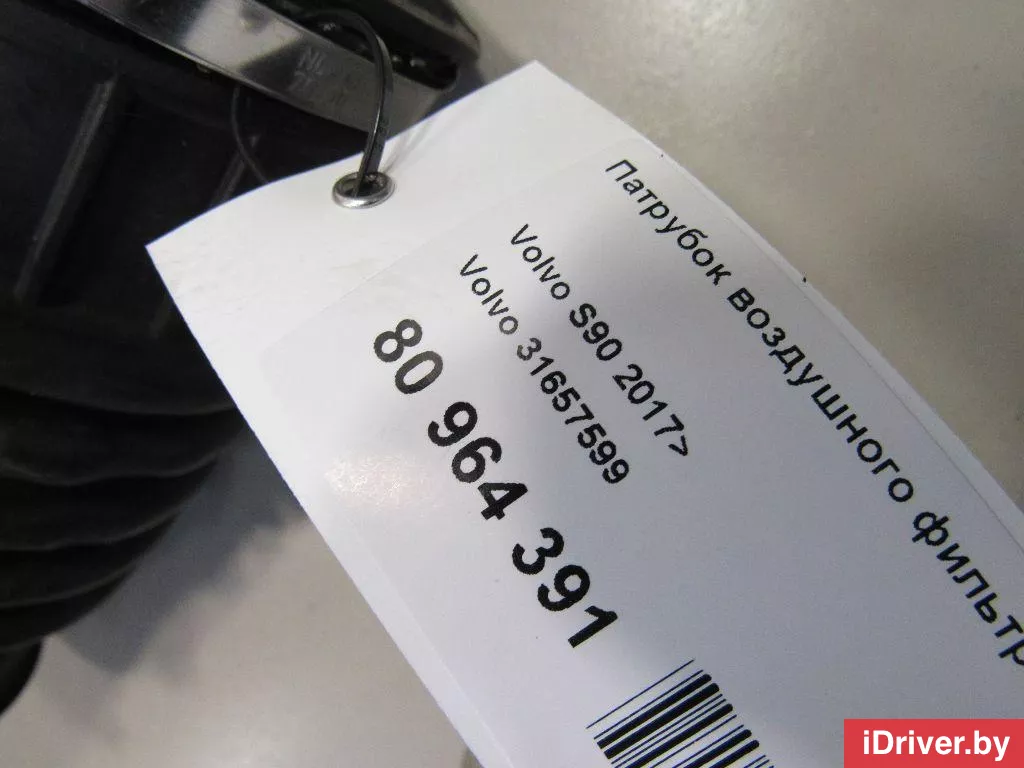 Патрубок воздушного фильтр
Volvo S90 2017>
Volvo 31657599
80 964 391
iDriver.by